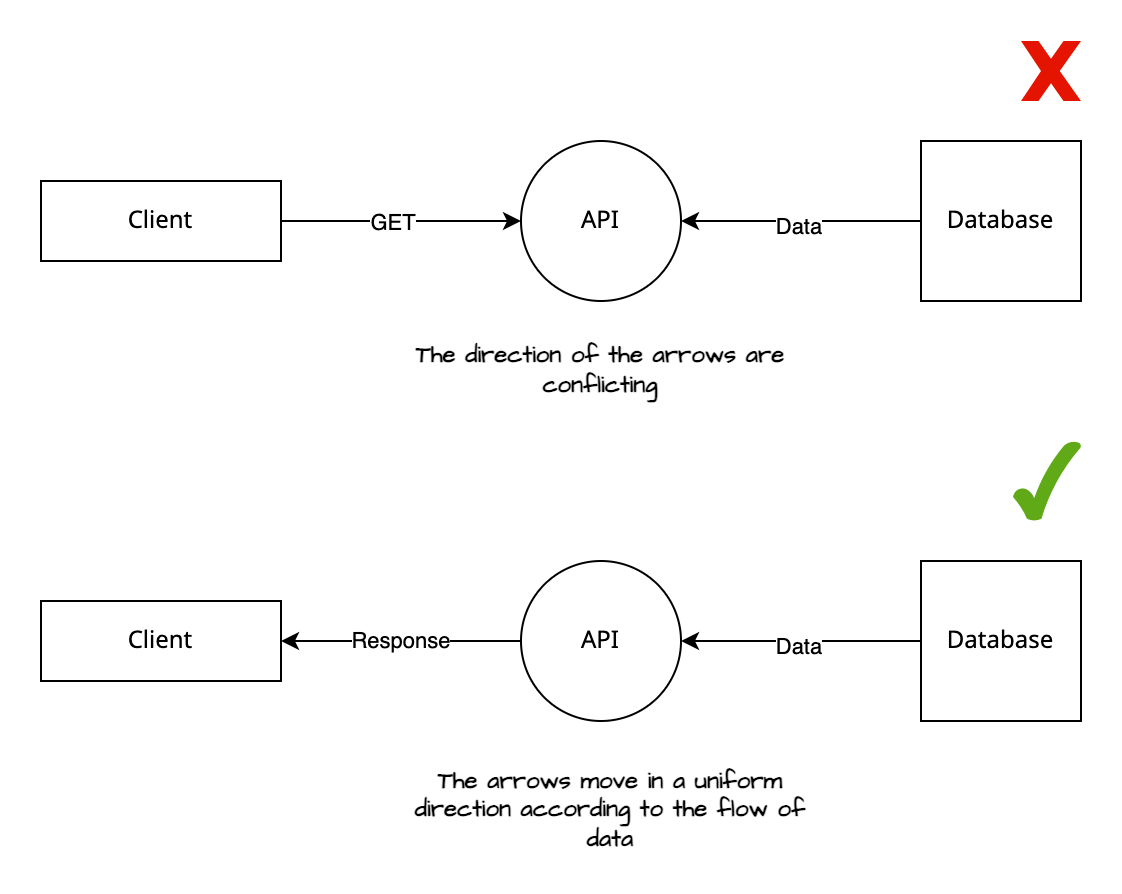 X
Client
GET
API
Data
Database
The direction of the arrows are
conflicting
Client
Response
API
Data
Database
The arrows move in a uniform
direction according to the flow of
data